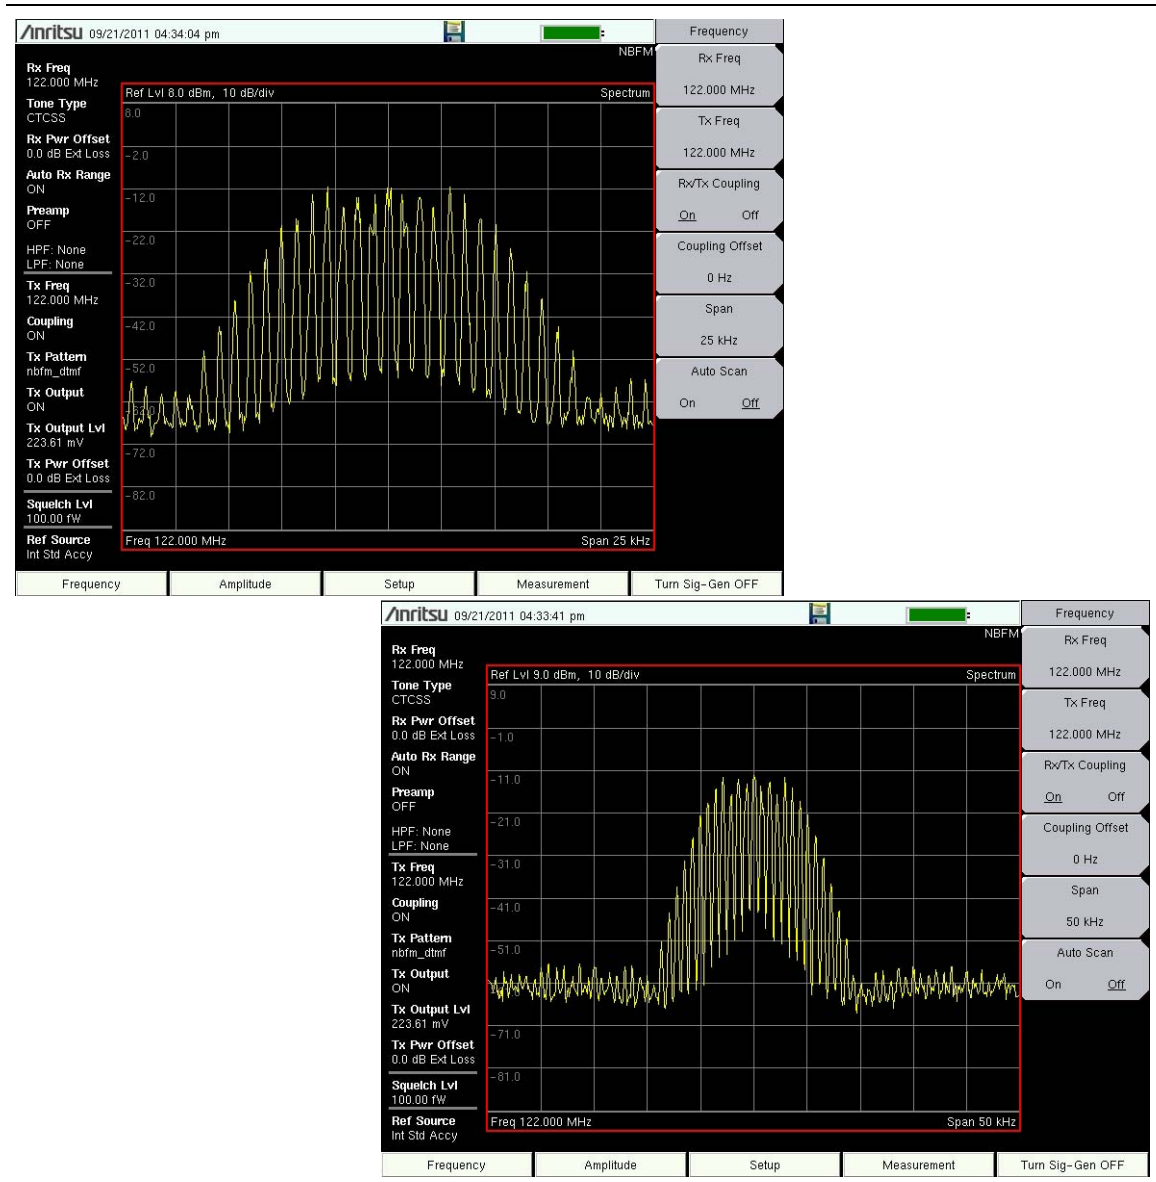 Anritsu 09/21/2011 04:34:04 pm
NBFM
Rx Freq
122.000 MHz
Tone Type
CTCSS
Rx Pwr Offset
0.0 dB Ext Loss
Auto Rx Range
ON
Preamp
OFF
HPF: None
LPF: None
Tx Freq
122.000 MHz
Coupling
ON
Tx Pattern
nbfm_dtmf
Tx Output
ON
Tx Output Lvl
223.61 mV
Tx Pwr Offset
0.0 dB Ext Loss
Squelch Lvl
100.00 fW
Ref Source
Int Std Accy
Ref Lvl 8.0 dBm, 10 dB/div Spectrum
8.0
-2.0
-12.0
-22.0
-32.0
-42.0
-52.0
-62.0
-72.0
-82.0
Freq 122.000 MHz Span 25 kHz
Frequency
Rx Freq
122.000 MHz
Tx Freq
122.000 MHz
Rx/Tx Coupling
On Off
Coupling Offset
0 Hz
Span
25 kHz
Auto Scan
On Off
Frequency Amplitude Setup Measurement Turn Sig-Gen OFF
Anritsu 09/21/2011 04:33:41 pm
NBFM
Rx Freq
122.000 MHz
Tone Type
CTCSS
Rx Pwr Offset
0.0 dB Ext Loss
Auto Rx Range
ON
Preamp
OFF
HPF: None
LPF: None
Tx Freq
122.000 MHz
Coupling
ON
Tx Pattern
nbfm_dtmf
Tx Output
ON
Tx Output Lvl
223.61 mV
Tx Pwr Offset
0.0 dB Ext Loss
Squelch Lvl
100.00 fW
Ref Source
Int Std Accy
Ref Lvl 9.0 dBm, 10 dB/div Spectrum
9.0
-1.0
-11.0
-21.0
-31.0
-41.0
-51.0
-71.0
-81.0
Freq 122.000 MHz Span 50 kHz
Frequency
Rx Freq
122.000 MHz
Tx Freq
122.000 MHz
Rx/Tx Coupling
On Off
Coupling Offset
0 Hz
Span
50 kHz
Auto Scan
On Off
Frequency Amplitude Setup Measurement Turn Sig-Gen OFF